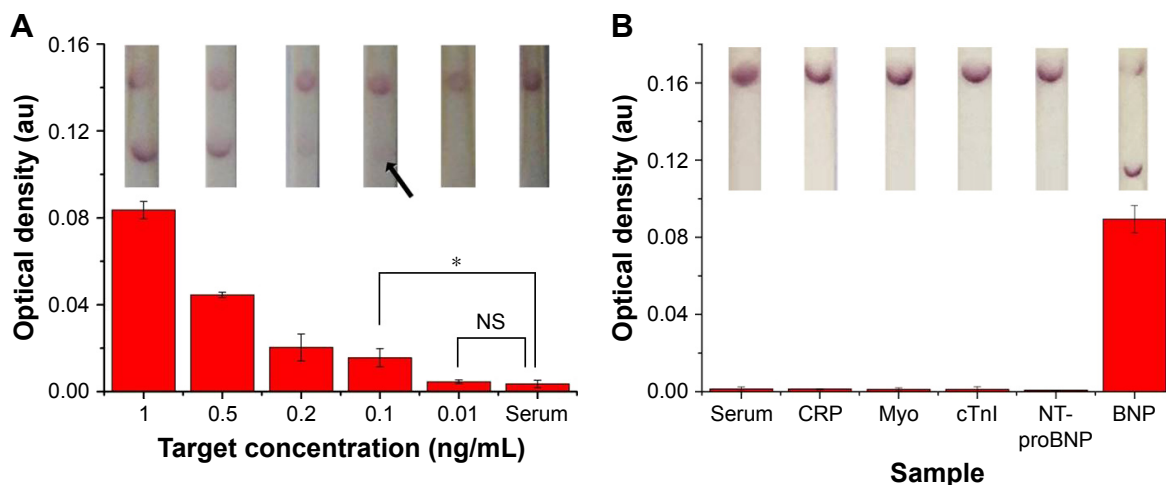 A
Optical density (au)
0.16
0.12
0.08
0.04
0.00
*
NS
1 0.5 0.2 0.1 0.01 Serum
Target concentration (ng/mL)
B
Optical density (au)
0.16
0.12
0.08
0.04
0.00
Serum CRP Myo cTnI NT- BNP
proBNP
Sample